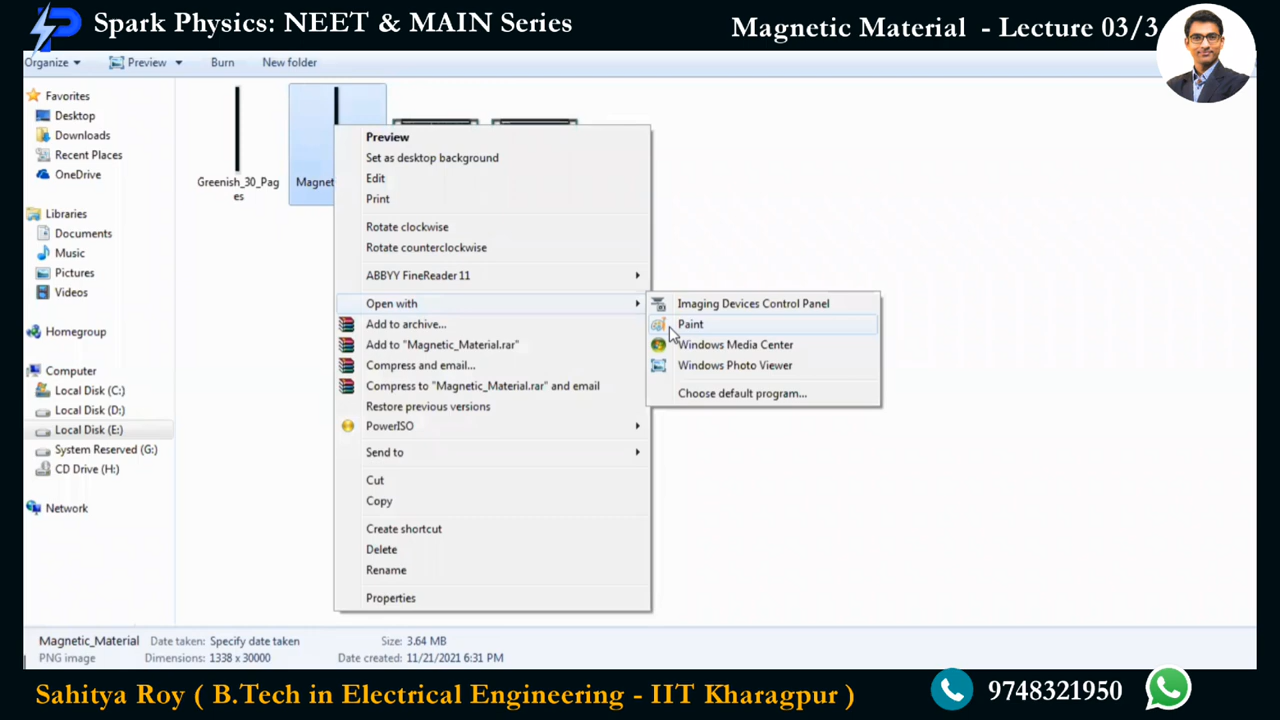 Spark Physics: NEET & MAIN Series
Magnetic Material - Lecture 03/3
Organize
Preview
Burn
New folder
Favorites
Desktop
Downloads
Recent Places
OneDrive
Libraries
Documents
Music
Pictures
Videos
Homegroup
Computer
Local Disk (C:)
Local Disk (D:)
Local Disk (E:)
System Reserved (G:)
CD Drive (H:)
Network
Greenish_30_Pag
es
Magnet
Preview
Set as desktop background
Edit
Print
Rotate clockwise
Rotate counterclockwise
ABBYY FineReader 11
Open with
Add to archive...
Add to "Magnetic_Material.rar"
Compress and email...
Compress to "Magnetic_Material.rar" and email
Restore previous versions
PowerISO
Send to
Cut
Copy
Create shortcut
Delete
Rename
Properties
Imaging Devices Control Panel
Paint
Windows Media Center
Windows Photo Viewer
Choose default program...
Magnetic_Material Date taken: Specify date taken Size: 3.64 MB
PNG image Dimensions: 1338 x 30000 Date created: 11/21/2021 6:31 PM
Sahitya Roy ( B.Tech in Electrical Engineering - IIT Kharagpur )
9748321950